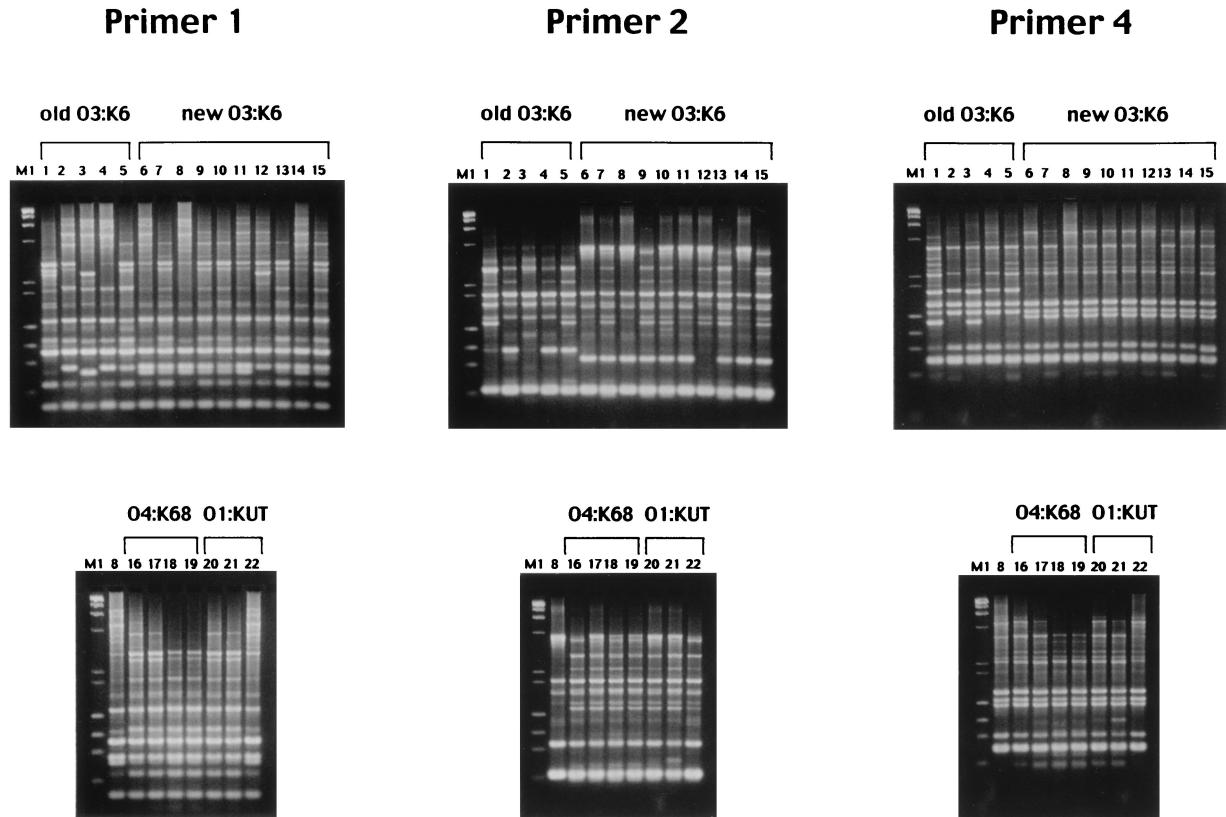 Primer 1 Primer 2 Primer 4
old O3:K6 new O3:K6 old O3:K6 new O3:K6 old O3:K6 new O3:K6
M1 1 2 3 4 5 6 7 8 9 10 11 12 13 14 15 M1 1 2 3 4 5 6 7 8 9 10 11 12 13 14 15 M1 1 2 3 4 5 6 7 8 9 10 11 12 13 14 15
O4:K68 O1:KUT O4:K68 O1:KUT O4:K68 O1:KUT
M1 8 16 17 18 19 20 21 22 M1 8 16 17 18 19 20 21 22 M1 8 16 17 18 19 20 21 22